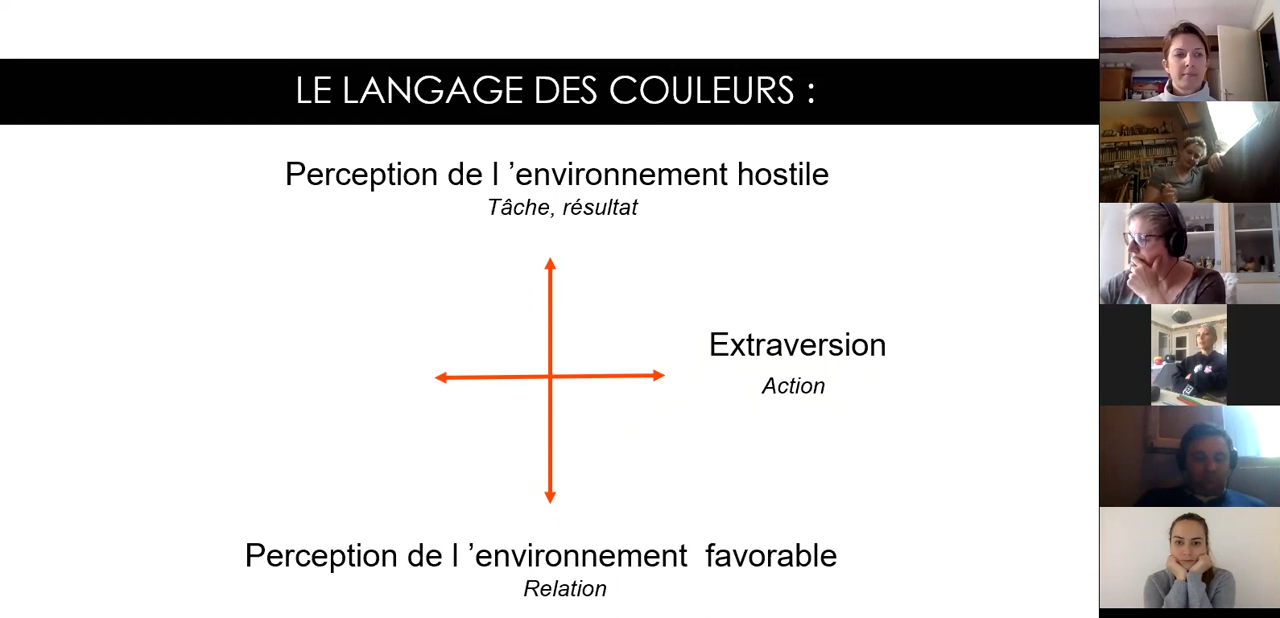 LE LANGAGE DES COULEURS :
Perception de l ’environnement hostile
Tâche, résultat
Extraversion
Action
Perception de l ’environnement  favorable
Relation